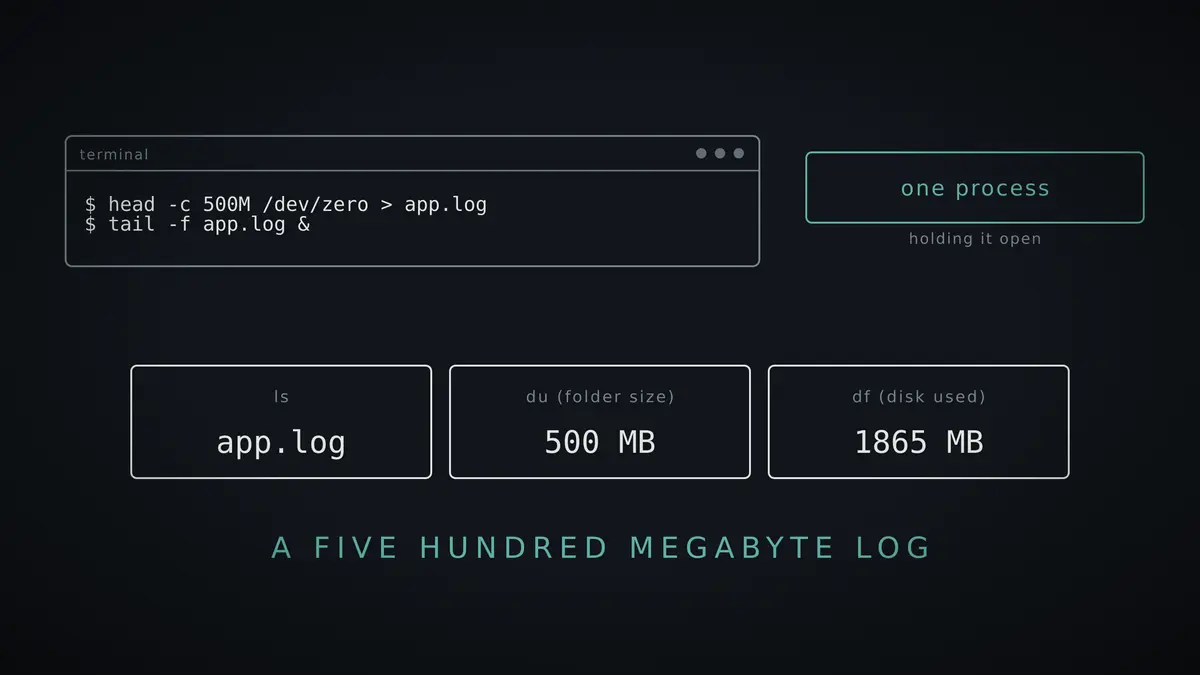 terminal
$ head -c 500M /dev/zero > app.log
$ tail -f app.log &
one process
holding it open
ls
app.log
du (folder size)
500 MB
df (disk used)
1865 MB
A FIVE HUNDRED MEGABYTE LOG